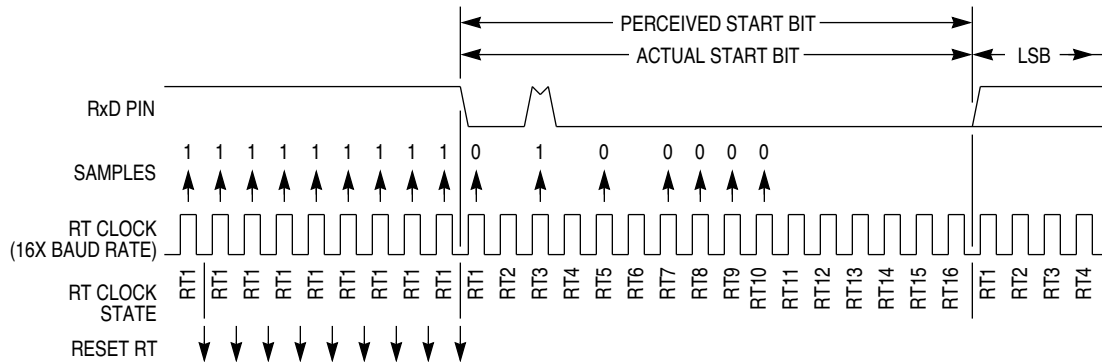 PERCEIVED START BIT
ACTUAL START BIT LSB
RxD PIN
1 1 1 1 1 1 1 1 1 0 1 0 0 0 0 0
SAMPLES
RT CLOCK
(16X BAUD RATE)
RT1 RT1 RT1 RT1 RT1 RT1 RT1 RT1 RT1 RT1 RT2 RT3 RT4 RT5 RT6 RT7 RT8 RT9 RT10 RT11 RT12 RT13 RT14 RT15 RT16 RT1 RT2 RT3 RT4
RT CLOCK
STATE
RESET RT